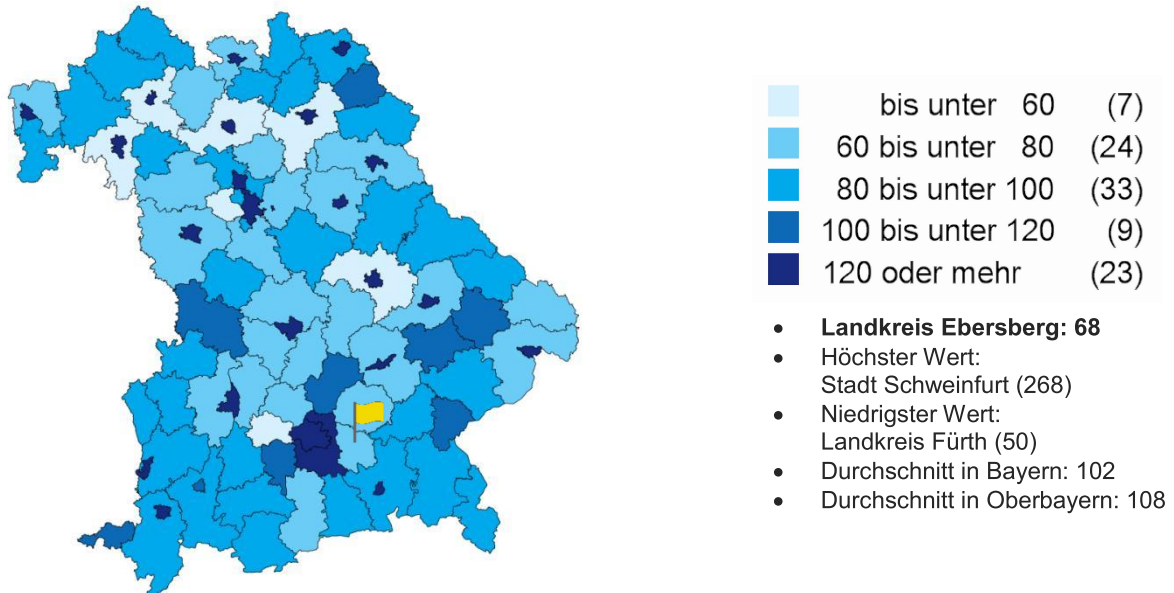 bis unter 60 (7)
60 bis unter 80 (24)
80 bis unter 100 (33)
100 bis unter 120 (9)
120 oder mehr (23)
• Landkreis Ebersberg: 68
• Höchster Wert:
Stadt Schweinfurt (268)
• Niedrigster Wert:
Landkreis Fürth (50)
• Durchschnitt in Bayern: 102
• Durchschnitt in Oberbayern: 108